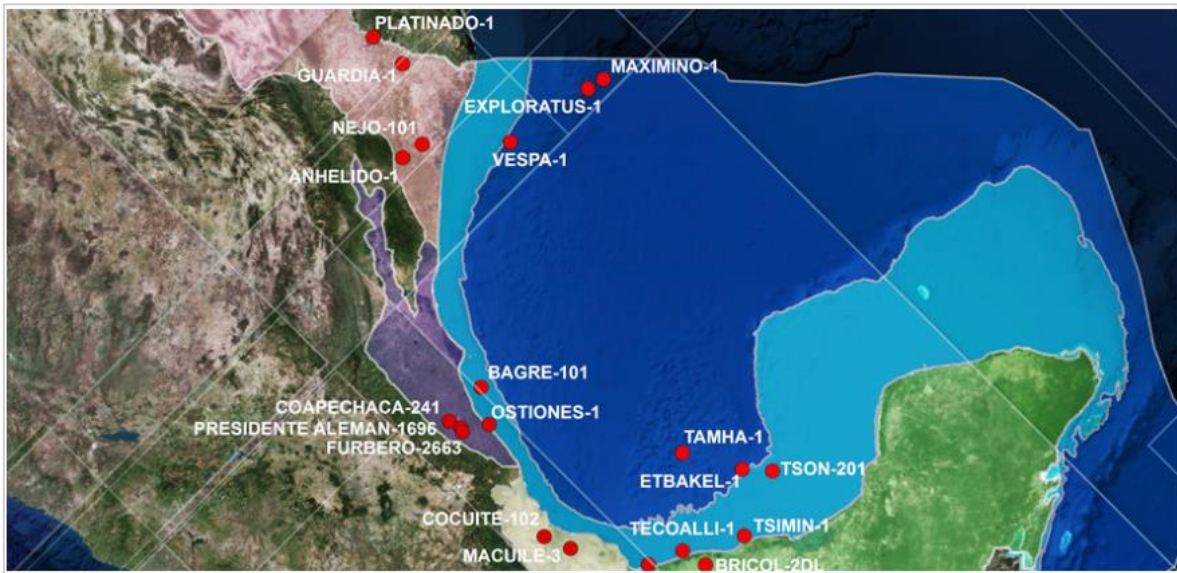 PLATINADO-1
GUARDIA-1
MAXIMINO-1
EXPLORATUS-1
NEJO-101
VESPA-1
ANHELIDO-1
BAGRE-101
COAPECHACA-241
OSTIONES-1
PRESIDENTE ALEMAN-1696
FURBERO-2663
TAMHA-1
ETBAKEL-1
TSON-201
COCUITE-102
TECOALLI-1
TSIMIN-1
MACUILE-3
BRICOL-2DL